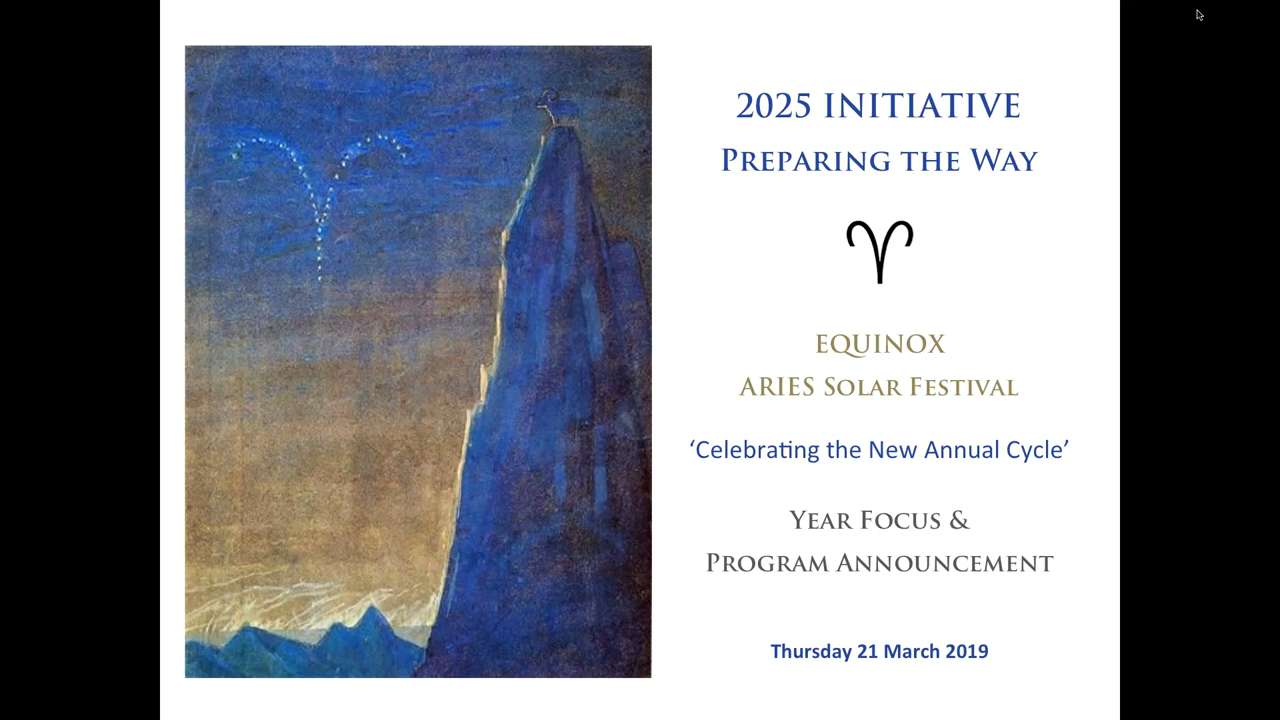 2025 INITIATIVE
PREPARING THE WAY
♈
EQUINOX
ARIES SOLAR FESTIVAL
‘Celebrating the New Annual Cycle’
YEAR FOCUS &
PROGRAM ANNOUNCEMENT
Thursday 21 March 2019